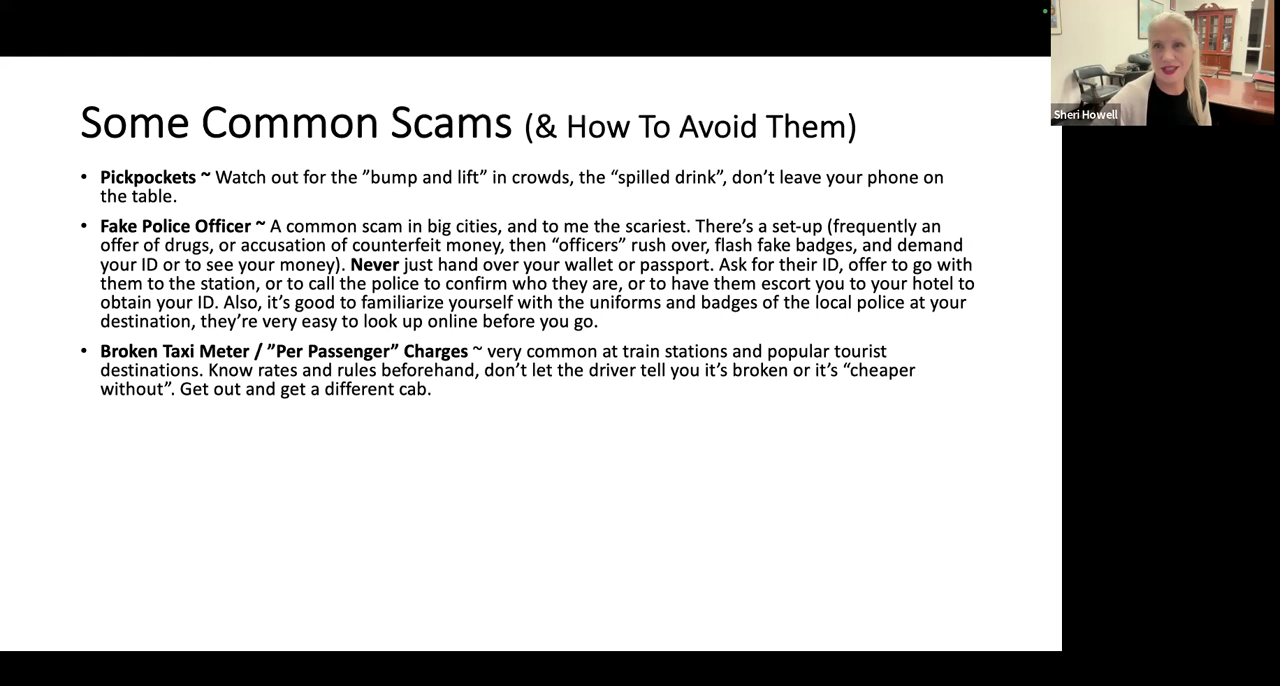 Some Common Scams (& How To Avoid Them)
• Pickpockets ~ Watch out for the ”bump and lift” in crowds, the “spilled drink”, don’t leave your phone on
the table.
• Fake Police Officer ~ A common scam in big cities, and to me the scariest. There’s a set-up (frequently an
offer of drugs, or accusation of counterfeit money, then “officers” rush over, flash fake badges, and demand
your ID or to see your money). Never just hand over your wallet or passport. Ask for their ID, offer to go with
them to the station, or to call the police to confirm who they are, or to have them escort you to your hotel to
obtain your ID. Also, it’s good to familiarize yourself with the uniforms and badges of the local police at your
destination, they’re very easy to look up online before you go.
• Broken Taxi Meter / ”Per Passenger” Charges ~ very common at train stations and popular tourist
destinations. Know rates and rules beforehand, don’t let the driver tell you it’s broken or it’s “cheaper
without”. Get out and get a different cab.
Sheri Howell